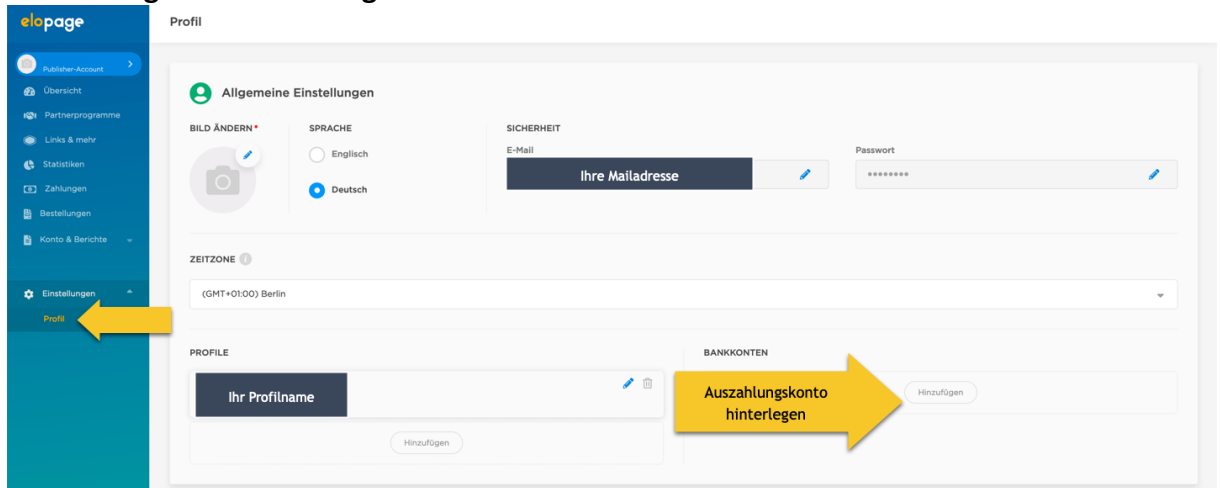 elopage
Profil
Publisher-Account
Übersicht
Partnerprogramme
Links & mehr
Statistiken
Zahlungen
Bestellungen
Konto & Berichte
Einstellungen
Profil
Allgemeine Einstellungen
BILD ÄNDERN*
SPRACHE
Englisch
Deutsch
SICHERHEIT
E-Mail
Ihre Mailadresse
Passwort
••••••••
ZEITZONE
(GMT+01:00) Berlin
PROFILE
Ihr Profilname
Hinzufügen
BANKKONTEN
Auszahlungskonto
hinterlegen
Hinzufügen